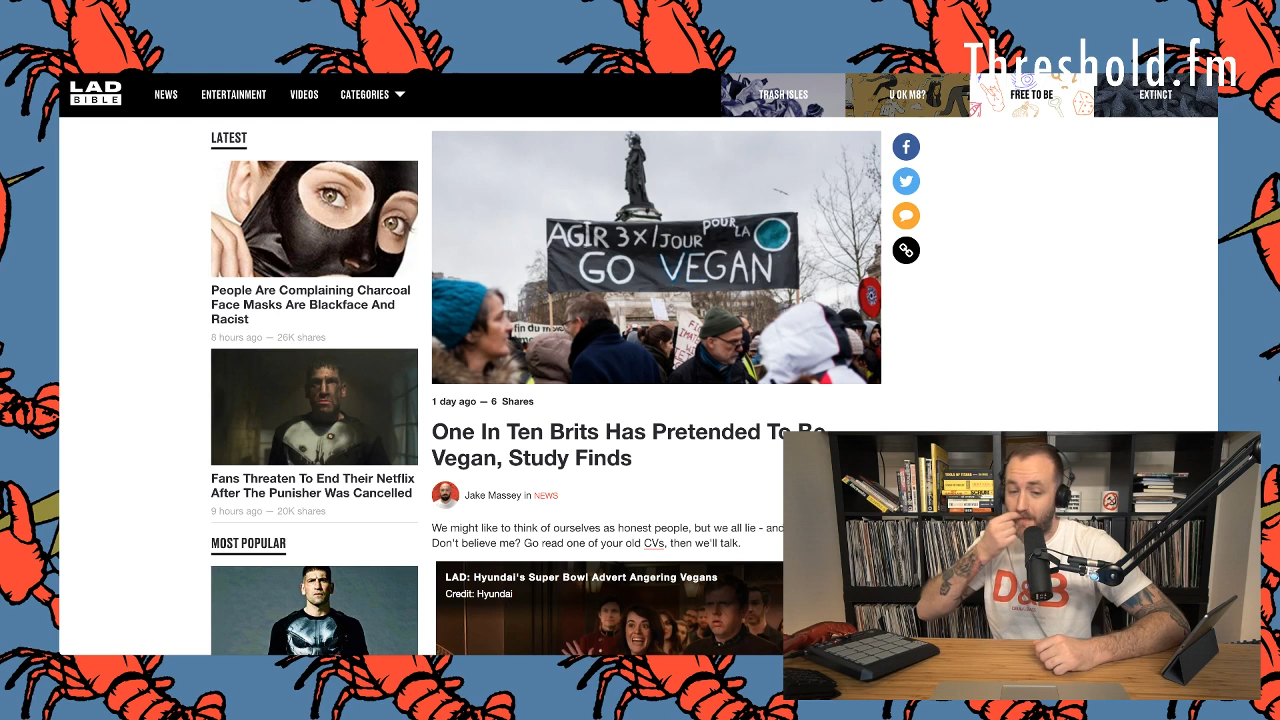 Threshold.fm
LAD
BIBLE
NEWS
ENTERTAINMENT
VIDEOS
CATEGORIES
TRASH ISLES
U OK M8?
FREE TO BE
EXTINCT
LATEST
People Are Complaining Charcoal
Face Masks Are Blackface And
Racist
8 hours ago — 26K shares
Fans Threaten To End Their Netflix
After The Punisher Was Cancelled
9 hours ago — 20K shares
MOST POPULAR
AGIR 3X/JOUR POUR LA
GO VEGAN
fin du
1 day ago — 6 Shares
One In Ten Brits Has Pretended To Be
Vegan, Study Finds
Jake Massey in NEWS
We might like to think of ourselves as honest people, but we all lie - and
Don't believe me? Go read one of your old CVs, then we'll talk.
LAD: Hyundai's Super Bowl Advert Angering Vegans
Credit: Hyundai
D&B